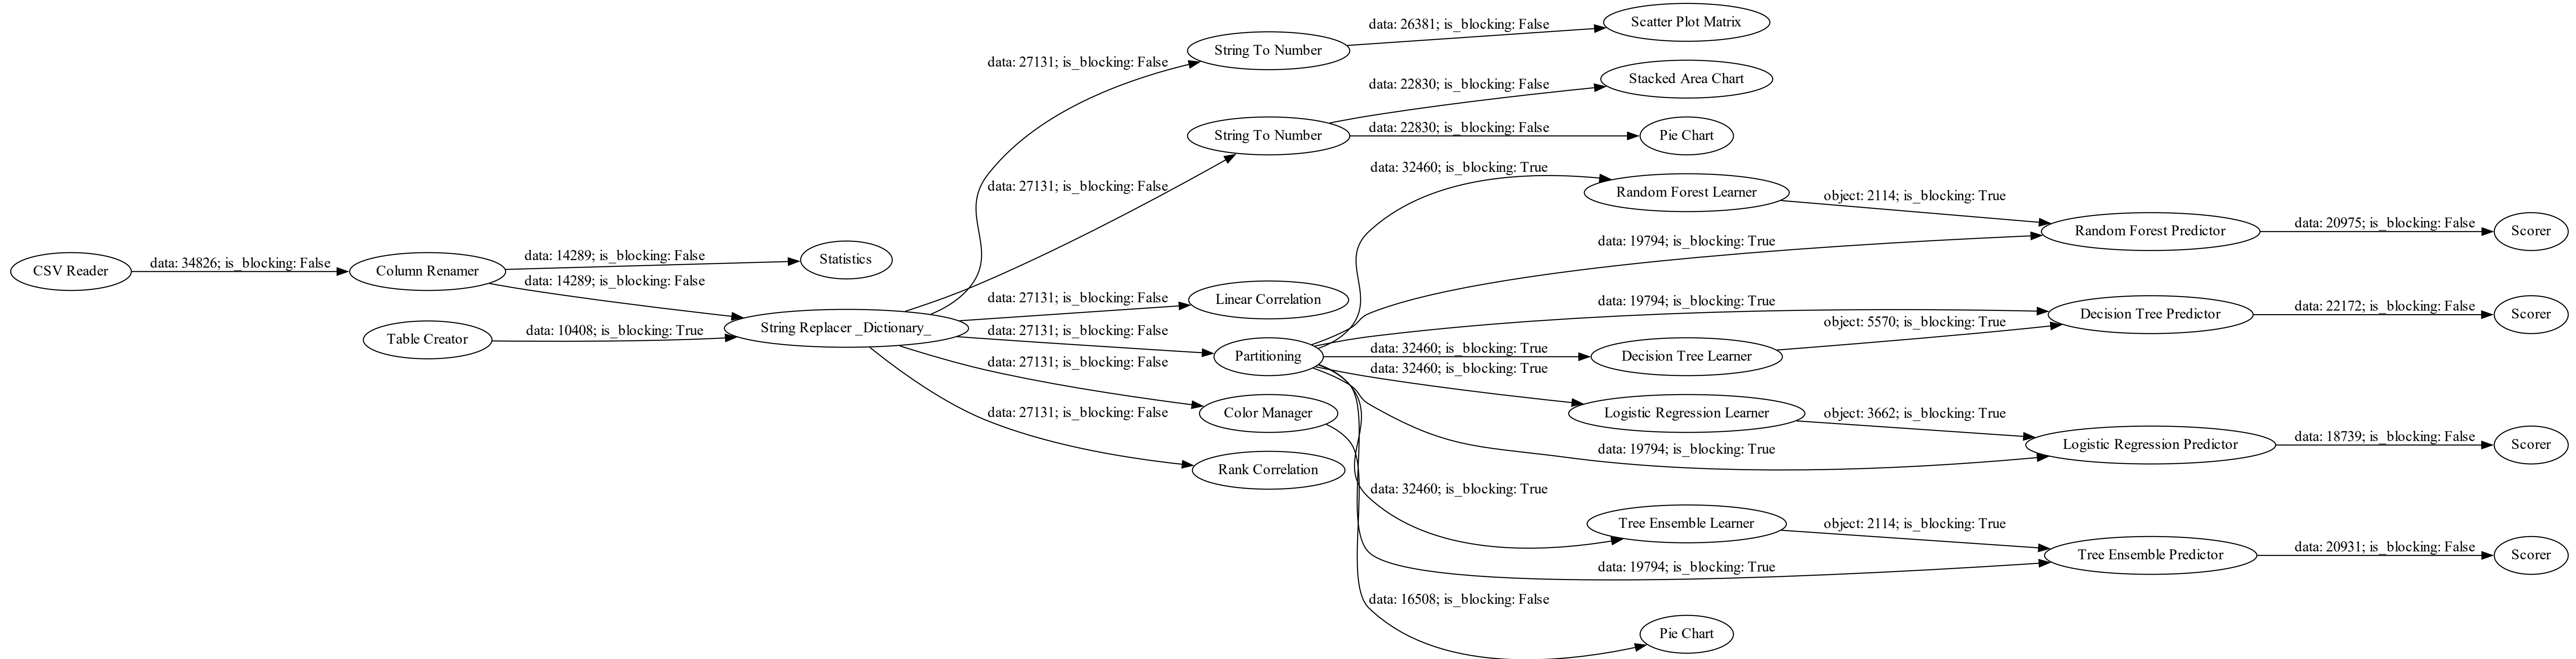 CSV Reader
data: 34826; is_blocking: False
Column Renamer
Table Creator
data: 14289; is_blocking: False
data: 14289; is_blocking: False
data: 10408; is_blocking: True
Statistics
String Replacer _Dictionary_
data: 27131; is_blocking: False
data: 27131; is_blocking: False
data: 27131; is_blocking: False
data: 27131; is_blocking: False
data: 27131; is_blocking: False
data: 27131; is_blocking: False
String To Number
String To Number
Linear Correlation
Partitioning
Color Manager
Rank Correlation
data: 26381; is_blocking: False
data: 22830; is_blocking: False
data: 22830; is_blocking: False
data: 32460; is_blocking: True
data: 19794; is_blocking: True
data: 19794; is_blocking: True
data: 32460; is_blocking: True
data: 32460; is_blocking: True
data: 19794; is_blocking: True
data: 32460; is_blocking: True
data: 19794; is_blocking: True
data: 16508; is_blocking: False
Scatter Plot Matrix
Stacked Area Chart
Pie Chart
Random Forest Learner
Decision Tree Learner
Logistic Regression Learner
Tree Ensemble Learner
Pie Chart
object: 2114; is_blocking: True
object: 5570; is_blocking: True
object: 3662; is_blocking: True
object: 2114; is_blocking: True
Random Forest Predictor
Decision Tree Predictor
Logistic Regression Predictor
Tree Ensemble Predictor
data: 20975; is_blocking: False
data: 22172; is_blocking: False
data: 18739; is_blocking: False
data: 20931; is_blocking: False
Scorer
Scorer
Scorer
Scorer